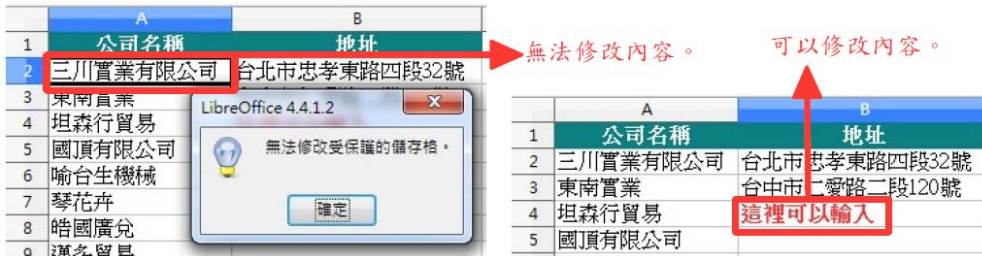 A B
1 公司名稱 地址
2 三川實業有限公司 台北市忠孝東路四段32號
3 東南實業
4 坦森行貿易
5 國頂有限公司
6 喻台生機械
7 琴花卉
8 皓國廣兌
9 漢多貿易
LibreOffice 4.4.1.2
無法修改受保護的儲存格。
確定
無法修改內容。
可以修改內容。
A B
1 公司名稱 地址
2 三川實業有限公司 台北市忠孝東路四段32號
3 東南實業 台中市仁愛路二段120號
4 坦森行貿易 這裡可以輸入
5 國頂有限公司